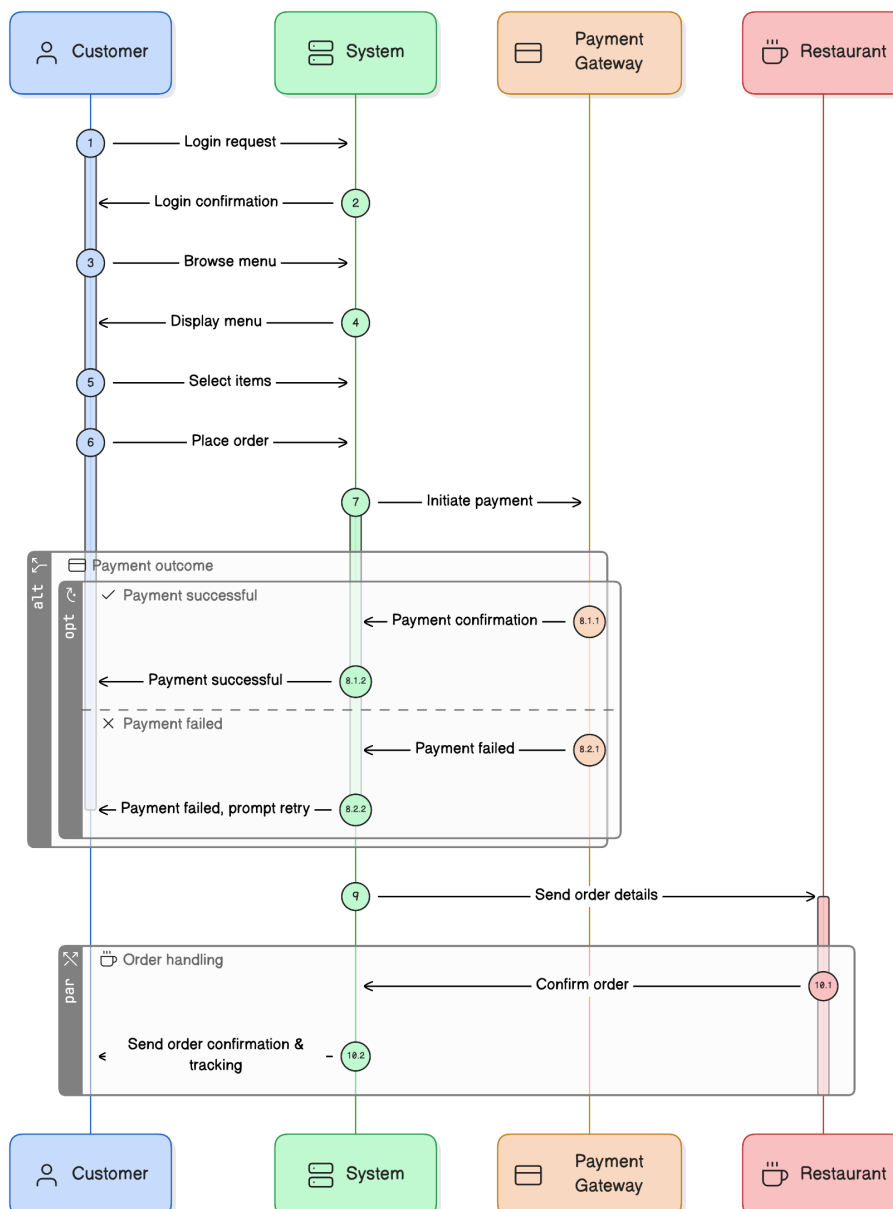 Customer
System
Payment
Gateway
Restaurant
1
Login request
Login confirmation
2
3
Browse menu
Display menu
4
5
Select items
6
Place order
7
Initiate payment
alt
Payment outcome
opt
Payment successful
Payment confirmation
8.1.1
Payment successful
8.1.2
Payment failed
Payment failed
8.2.1
Payment failed, prompt retry
8.2.2
9
Send order details
par
Order handling
Confirm order
10.1
Send order confirmation &
tracking
10.2
Customer
System
Payment
Gateway
Restaurant